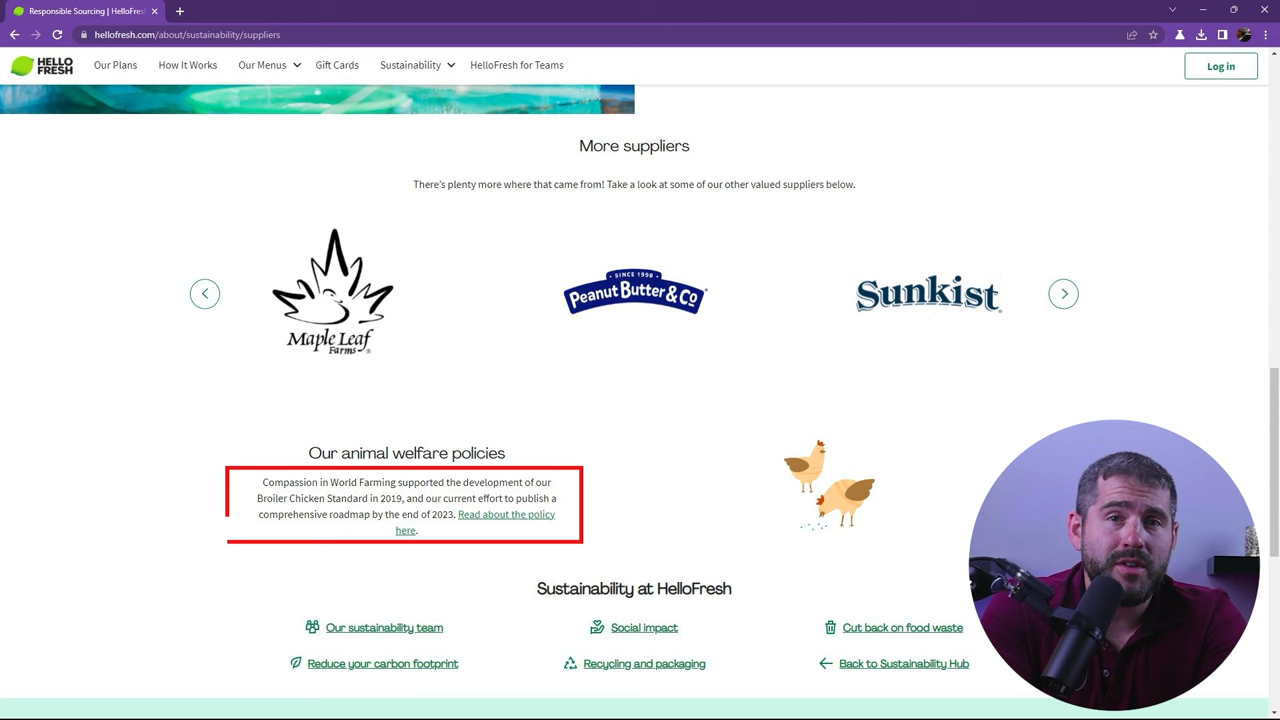 Responsible Sourcing | HelloFresh
hellofresh.com/about/sustainability/suppliers
HELLO
FRESH
Our Plans
How It Works
Our Menus
Gift Cards
Sustainability
HelloFresh for Teams
Log in
More suppliers
There's plenty more where that came from! Take a look at some of our other valued suppliers below.
Maple Leaf
Farms®
SINCE 1998
Peanut Butter & Co
Sunkist
Our animal welfare policies
Compassion in World Farming supported the development of our
Broiler Chicken Standard in 2019, and our current effort to publish a
comprehensive roadmap by the end of 2023. Read about the policy
here.
Sustainability at HelloFresh
Our sustainability team
Social impact
Cut back on food waste
Reduce your carbon footprint
Recycling and packaging
Back to Sustainability Hub